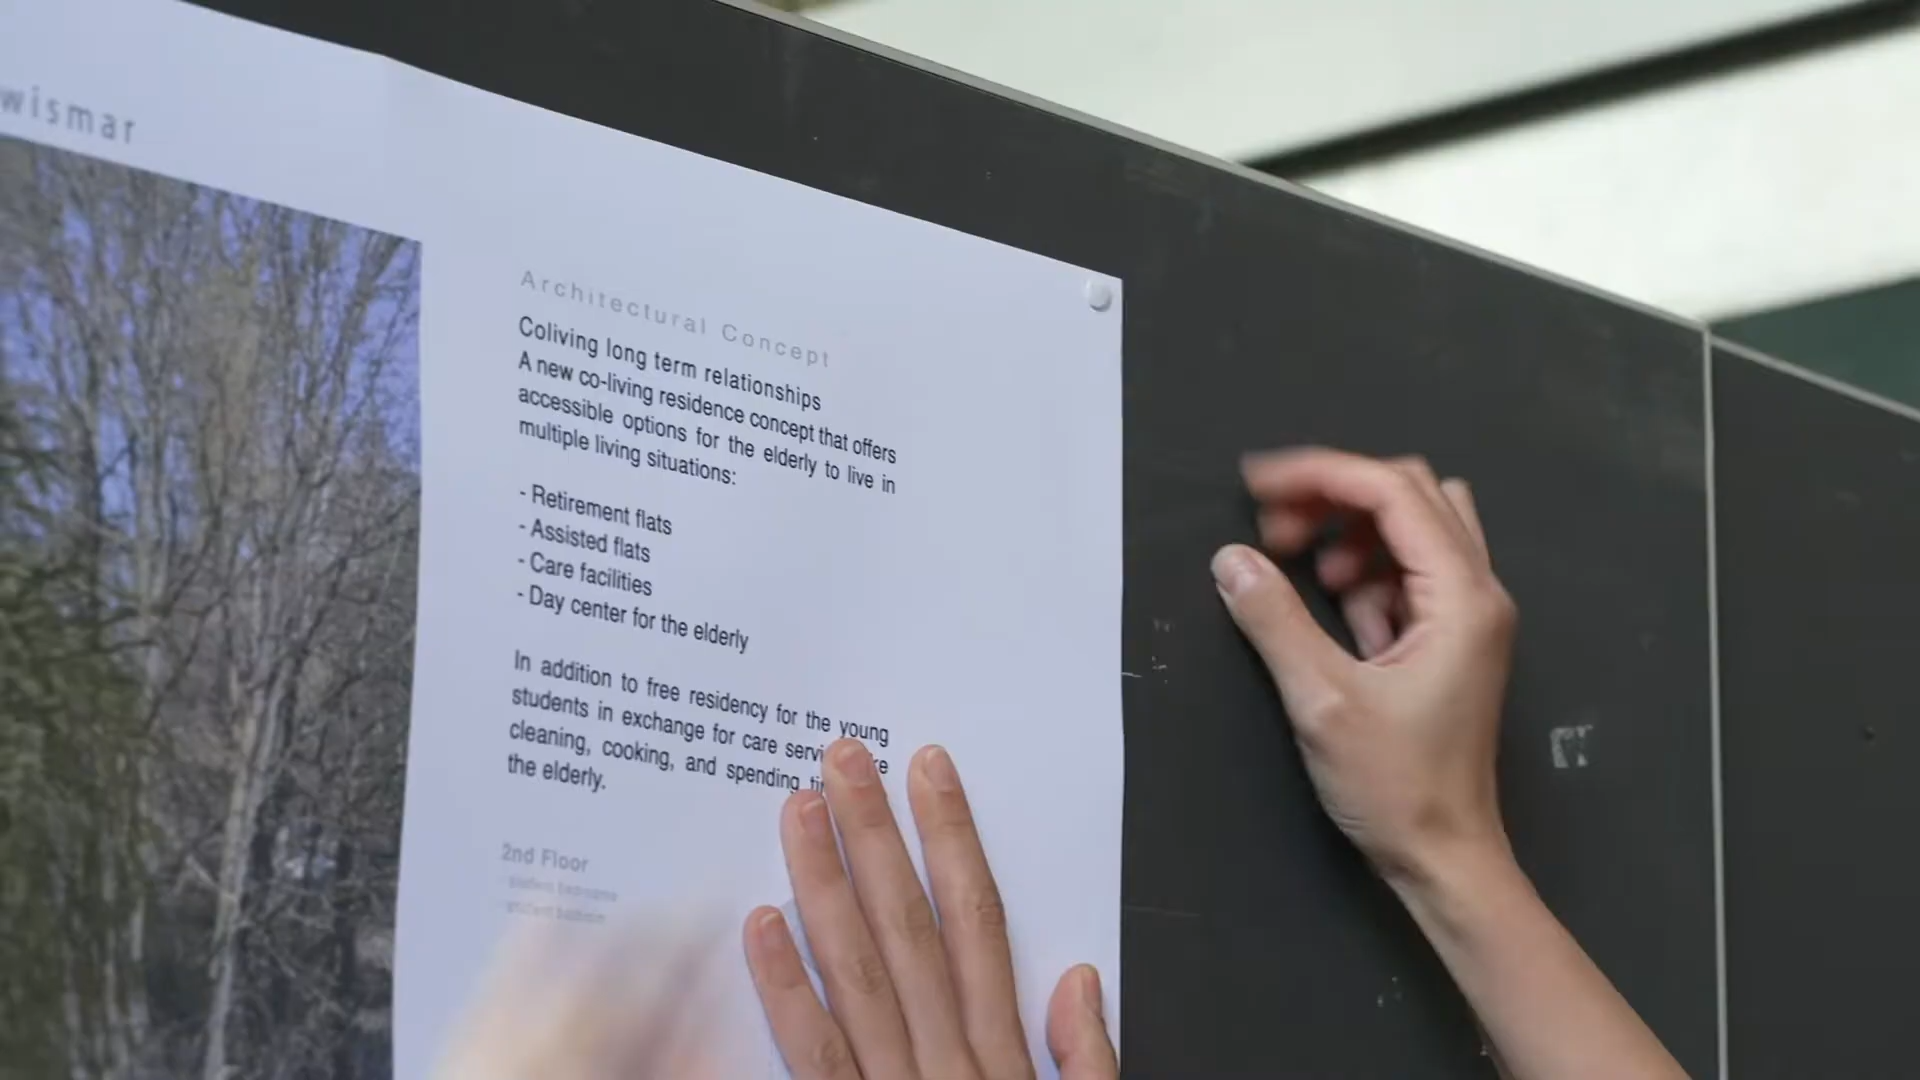 wismar
Architectural Concept
Coliving long term relationships
A new co-living residence concept that offers
accessible options for the elderly to live in
multiple living situations:
- Retirement flats
- Assisted flats
- Care facilities
- Day center for the elderly
In addition to free residency for the young
students in exchange for care
cleaning, cooking, and spending
the elderly.
2nd Floor